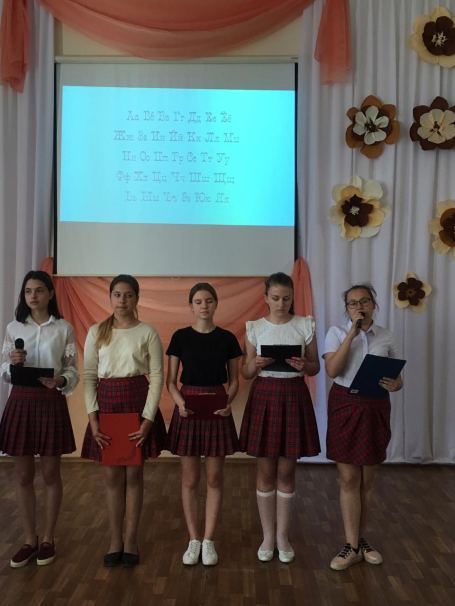 Аа Бб Вв Гг Дд Ее Ёё
Жж Зз Ии Йй Кк Лл Мм
Нн Оо Пп Рр Сс Тт Уу
Фф Хх Цц Чч Шш Щщ
Ъъ Ыы Ьь Ээ Юю Яя